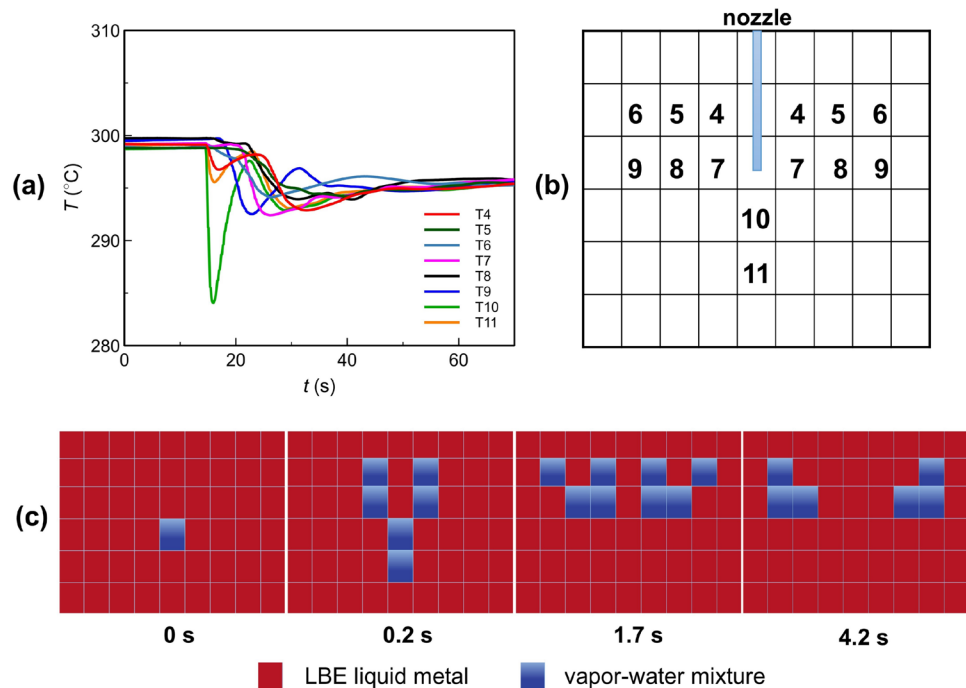 (a)
310
300
290
280
T (°C)
0
20
40
60
t (s)
T4
T5
T6
T7
T8
T9
T10
T11
(b)
nozzle
6 5 4 4 5 6
9 8 7 7 8 9
10
11
(c)
0 s 0.2 s 1.7 s 4.2 s
LBE liquid metal vapor-water mixture